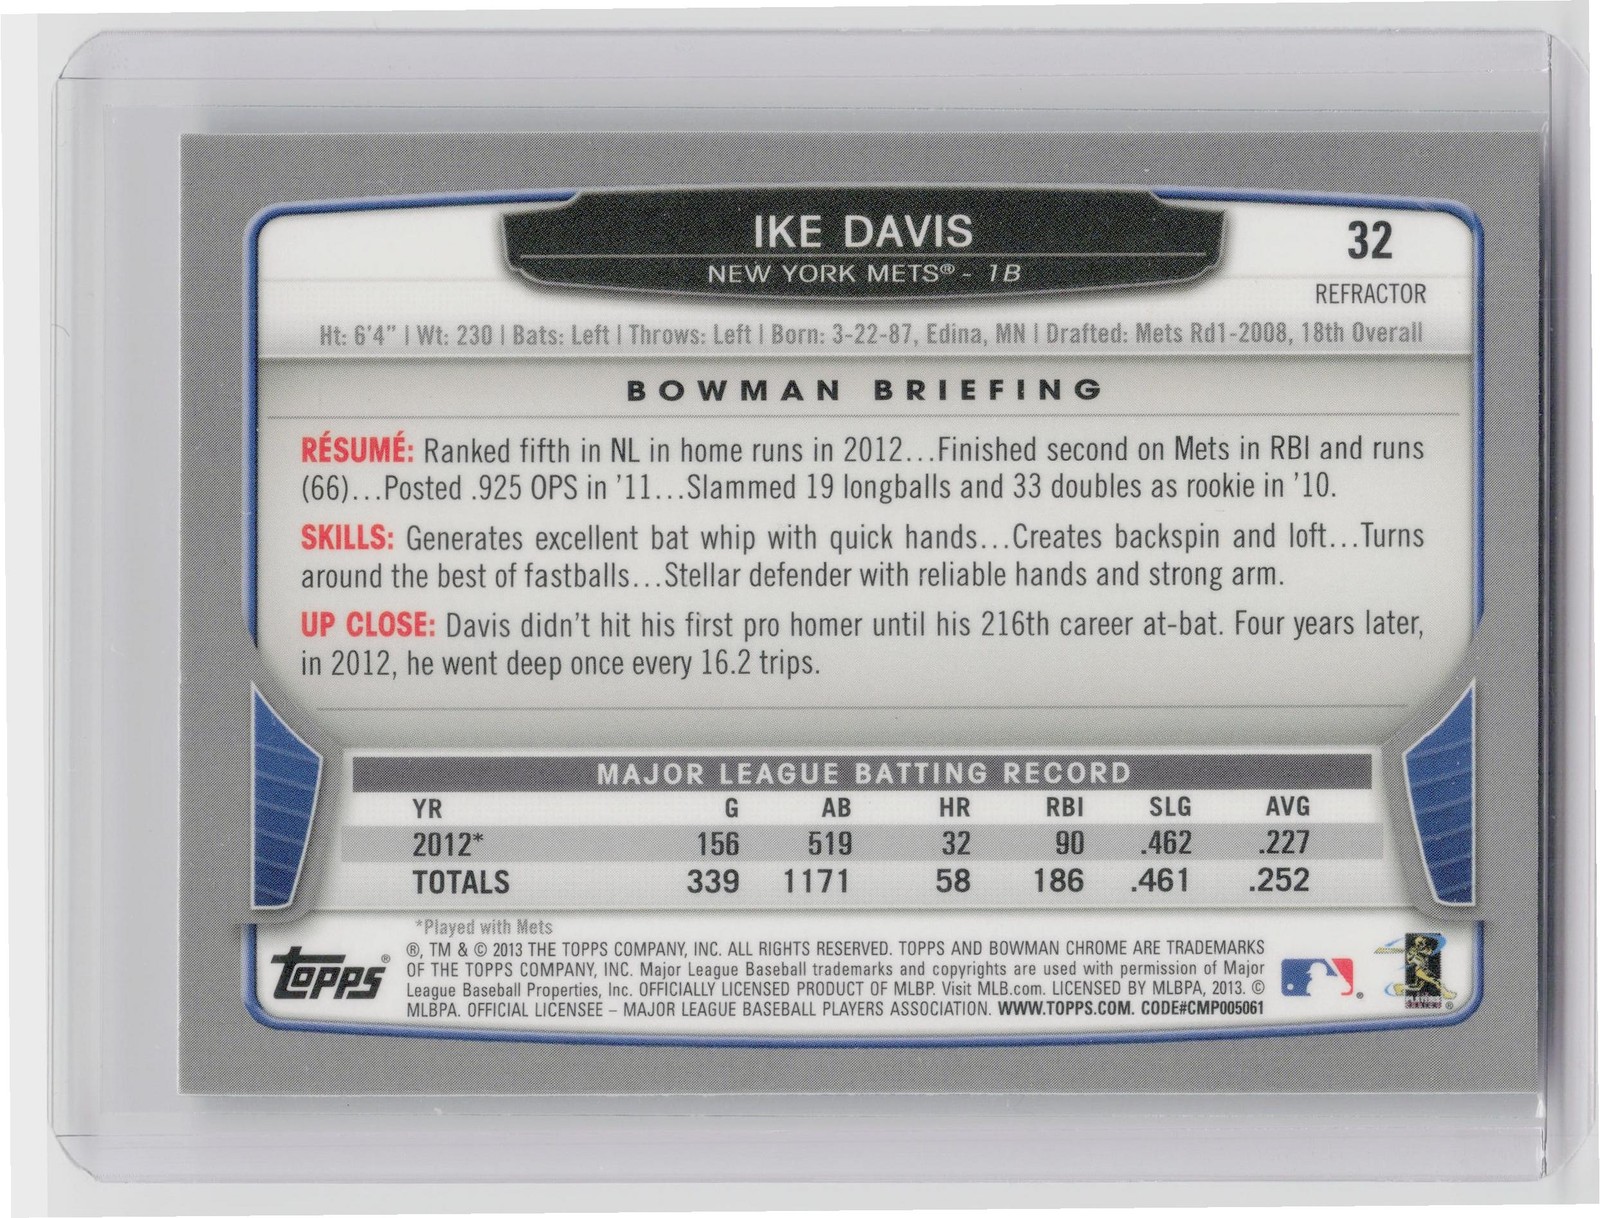 IKE DAVIS
NEW YORK METS® - 1B
32
REFRACTOR
Ht: 6'4" | Wt: 230 | Bats: Left | Throws: Left | Born: 3-22-87, Edina, MN | Drafted: Mets Rd1-2008, 18th Overall
BOWMAN BRIEFING
RÉSUMÉ: Ranked fifth in NL in home runs in 2012...Finished second on Mets in RBI and runs
(66)...Posted .925 OPS in '11...Slammed 19 longballs and 33 doubles as rookie in '10.
SKILLS: Generates excellent bat whip with quick hands...Creates backspin and loft...Turns
around the best of fastballs...Stellar defender with reliable hands and strong arm.
UP CLOSE: Davis didn't hit his first pro homer until his 216th career at-bat. Four years later,
in 2012, he went deep once every 16.2 trips.
MAJOR LEAGUE BATTING RECORD
YR G AB HR RBI SLG AVG
2012* 156 519 32 90 .462 .227
TOTALS 339 1171 58 186 .461 .252
*Played with Mets
topps®
®, TM & © 2013 THE TOPPS COMPANY, INC. ALL RIGHTS RESERVED. TOPPS AND BOWMAN CHROME ARE TRADEMARKS
OF THE TOPPS COMPANY, INC. Major League Baseball trademarks and copyrights are used with permission of Major
League Baseball Properties, Inc. OFFICIALLY LICENSED PRODUCT OF MLBP. Visit MLB.com. LICENSED BY MLBPA, 2013. ©
MLBPA. OFFICIAL LICENSEE – MAJOR LEAGUE BASEBALL PLAYERS ASSOCIATION. WWW.TOPPS.COM. CODE#CMP005061
PLAYERS